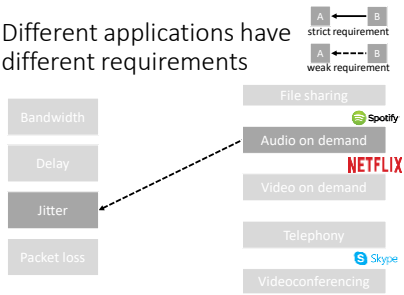 Different applications have
different requirements
A B
strict requirement
A B
weak requirement
Bandwidth
Delay
Jitter
Packet loss
File sharing
Spotify
Audio on demand
NETFLIX
Video on demand
Telephony
Skype
Videoconferencing